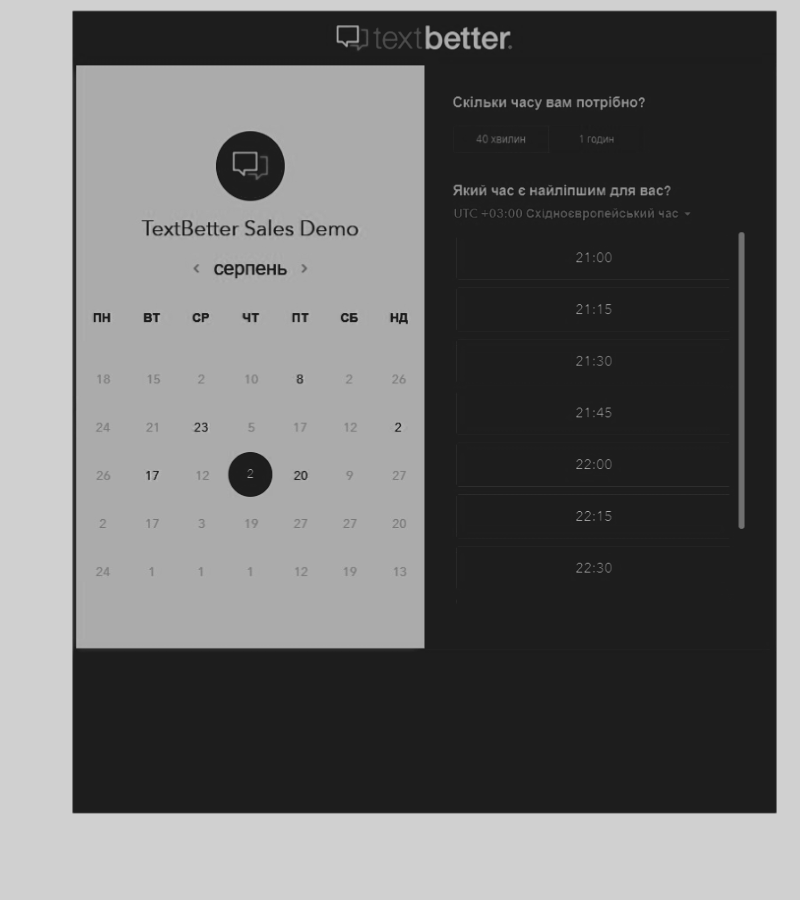 textbetter.
TextBetter Sales Demo
серпень
ПН ВТ СР ЧТ ПТ СБ НД
18 15 2 10 8 2 26
24 21 23 5 17 12 2
26 17 12 2 20 9 27
2 17 3 19 27 27 20
24 1 1 1 12 19 13
Скільки часу вам потрібно?
40 хвилин 1 годин
Який час є найліпшим для вас?
UTC +03:00 Східноєвропейський час
21:00
21:15
21:30
21:45
22:00
22:15
22:30